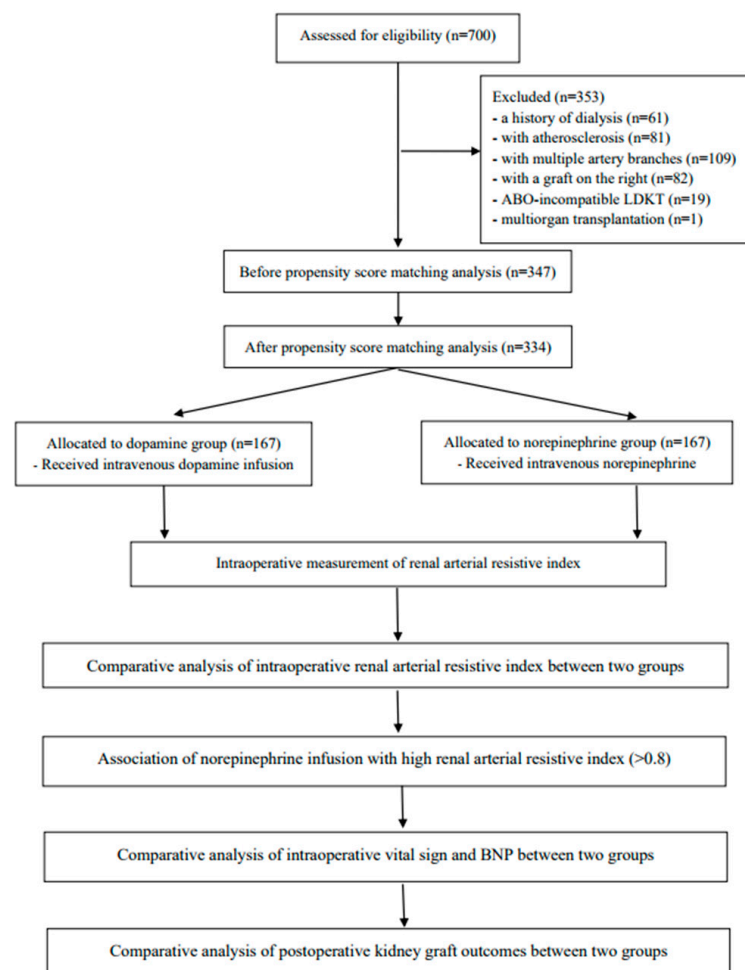 Assessed for eligibility (n=700)
Excluded (n=353)
- a history of dialysis (n=61)
- with atherosclerosis (n=81)
- with multiple artery branches (n=109)
- with a graft on the right (n=82)
- ABO-incompatible LDKT (n=19)
- multiorgan transplantation (n=1)
Before propensity score matching analysis (n=347)
After propensity score matching analysis (n=334)
Allocated to dopamine group (n=167)
- Received intravenous dopamine infusion
Allocated to norepinephrine group (n=167)
- Received intravenous norepinephrine
Intraoperative measurement of renal arterial resistive index
Comparative analysis of intraoperative renal arterial resistive index between two groups
Association of norepinephrine infusion with high renal arterial resistive index (>0.8)
Comparative analysis of intraoperative vital sign and BNP between two groups
Comparative analysis of postoperative kidney graft outcomes between two groups